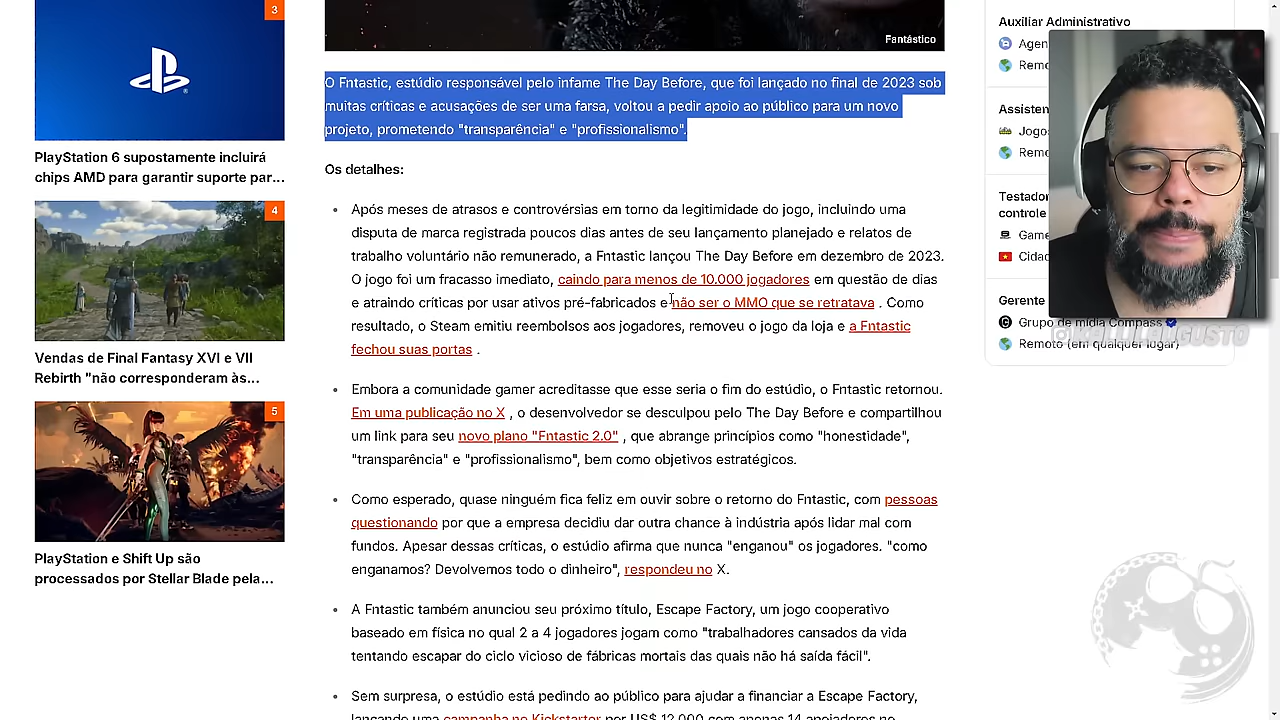 3
PlayStation 6 supostamente incluirá
chips AMD para garantir suporte par...
4
Vendas de Final Fantasy XVI e VII
Rebirth "não corresponderam às...
5
PlayStation e Shift Up são
processados por Stellar Blade pela...
Fantástico
O Fntastic, estúdio responsável pelo infame The Day Before, que foi lançado no final de 2023 sob
muitas críticas e acusações de ser uma farsa, voltou a pedir apoio ao público para um novo
projeto, prometendo "transparência" e "profissionalismo".
Os detalhes:
• Após meses de atrasos e controvérsias em torno da legitimidade do jogo, incluindo uma
disputa de marca registrada poucos dias antes de seu lançamento planejado e relatos de
trabalho voluntário não remunerado, a Fntastic lançou The Day Before em dezembro de 2023.
O jogo foi um fracasso imediato, caindo para menos de 10.000 jogadores em questão de dias
e atraindo críticas por usar ativos pré-fabricados e não ser o MMO que se retratava . Como
resultado, o Steam emitiu reembolsos aos jogadores, removeu o jogo da loja e a Fntastic
fechou suas portas .
• Embora a comunidade gamer acreditasse que esse seria o fim do estúdio, o Fntastic retornou.
Em uma publicação no X , o desenvolvedor se desculpou pelo The Day Before e compartilhou
um link para seu novo plano "Fntastic 2.0" , que abrange princípios como "honestidade",
"transparência" e "profissionalismo", bem como objetivos estratégicos.
• Como esperado, quase ninguém fica feliz em ouvir sobre o retorno do Fntastic, com pessoas
questionando por que a empresa decidiu dar outra chance à indústria após lidar mal com
fundos. Apesar dessas críticas, o estúdio afirma que nunca "enganou" os jogadores. "como
enganamos? Devolvemos todo o dinheiro", respondeu no X.
• A Fntastic também anunciou seu próximo título, Escape Factory, um jogo cooperativo
baseado em física no qual 2 a 4 jogadores jogam como "trabalhadores cansados da vida
tentando escapar do ciclo vicioso de fábricas mortais das quais não há saída fácil".
• Sem surpresa, o estúdio está pedindo ao público para ajudar a financiar a Escape Factory,
lançando uma campanha no Kickstarter por US$ 12.000 com apenas 14 apoiadores no
Auxiliar Administrativo
Agen
Remo
Assisten
Jogo
Remo
Testado
controle
Game
Cidad
Gerente
Grupo de mídia Compass
Remoto (em qualquer lugar)